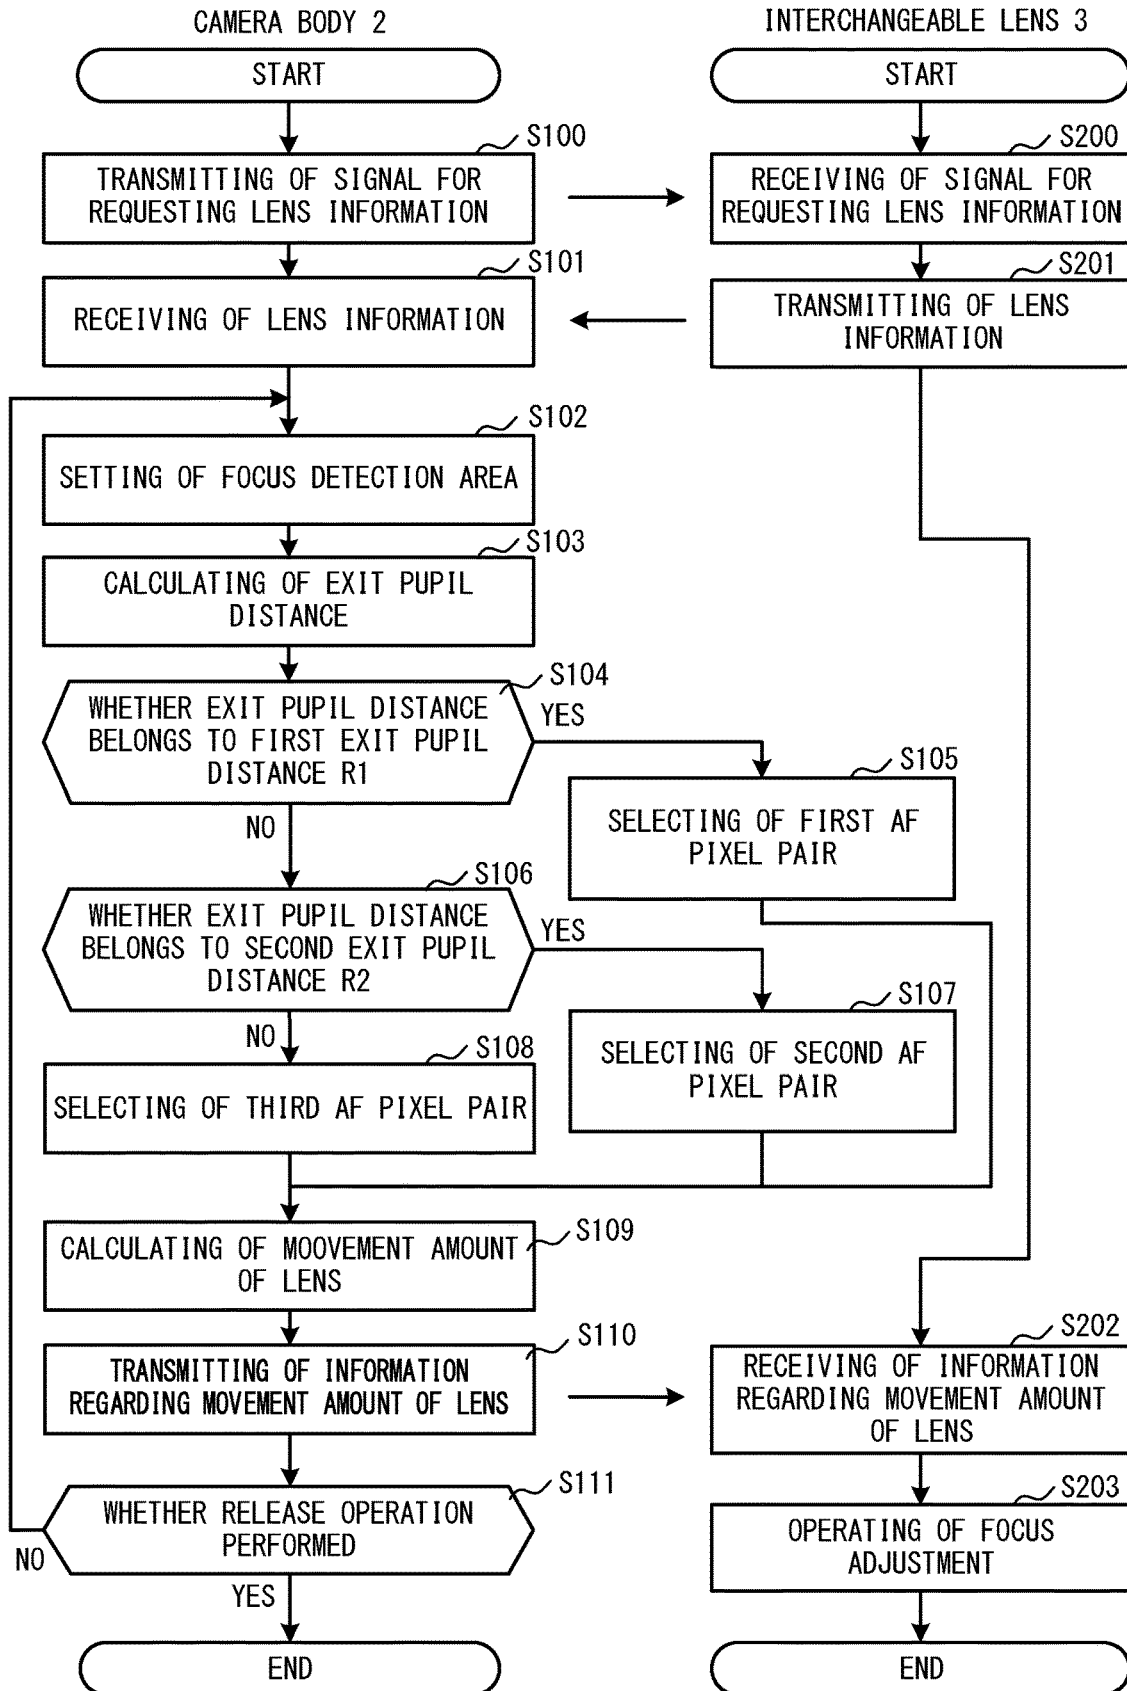 CAMERA BODY 2
INTERCHANGEABLE LENS 3
START
START
S100
TRANSMITTING OF SIGNAL FOR
REQUESTING LENS INFORMATION
S200
RECEIVING OF SIGNAL FOR
REQUESTING LENS INFORMATION
S101
RECEIVING OF LENS INFORMATION
S201
TRANSMITTING OF LENS
INFORMATION
S102
SETTING OF FOCUS DETECTION AREA
S103
CALCULATING OF EXIT PUPIL
DISTANCE
S104
WHETHER EXIT PUPIL DISTANCE
BELONGS TO FIRST EXIT PUPIL
DISTANCE R1
YES
NO
S105
SELECTING OF FIRST AF
PIXEL PAIR
S106
WHETHER EXIT PUPIL DISTANCE
BELONGS TO SECOND EXIT PUPIL
DISTANCE R2
YES
NO
S107
SELECTING OF SECOND AF
PIXEL PAIR
S108
SELECTING OF THIRD AF PIXEL PAIR
S109
CALCULATING OF MOOVEMENT AMOUNT
OF LENS
S110
TRANSMITTING OF INFORMATION
REGARDING MOVEMENT AMOUNT OF LENS
S202
RECEIVING OF INFORMATION
REGARDING MOVEMENT AMOUNT
OF LENS
S111
WHETHER RELEASE OPERATION
PERFORMED
NO
YES
S203
OPERATING OF FOCUS
ADJUSTMENT
END
END